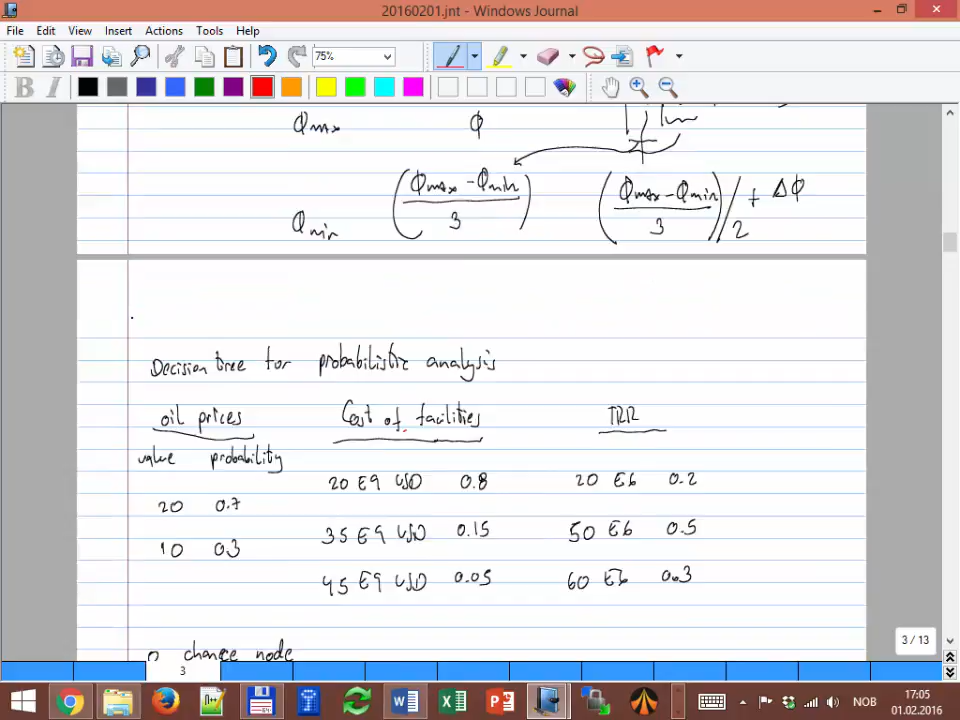 20160201.jnt - Windows Journal
File Edit View Insert Actions Tools Help
75%
B I
Qmax Q
Qmin (Qmax - Qmin / 3) (Qmax - Qmin / 3) / 2 + ΔQ
Decision tree for probabilistic analysis
oil prices Cost of facilities TRR
value probability
20 E9 USD 0.8 20 E6 0.2
20 0.7
35 E9 USD 0.15 50 E6 0.5
10 0.3
45 E9 USD 0.05 60 E6 0.3
3 / 13
o chance node
3
NOB
17:05
01.02.2016